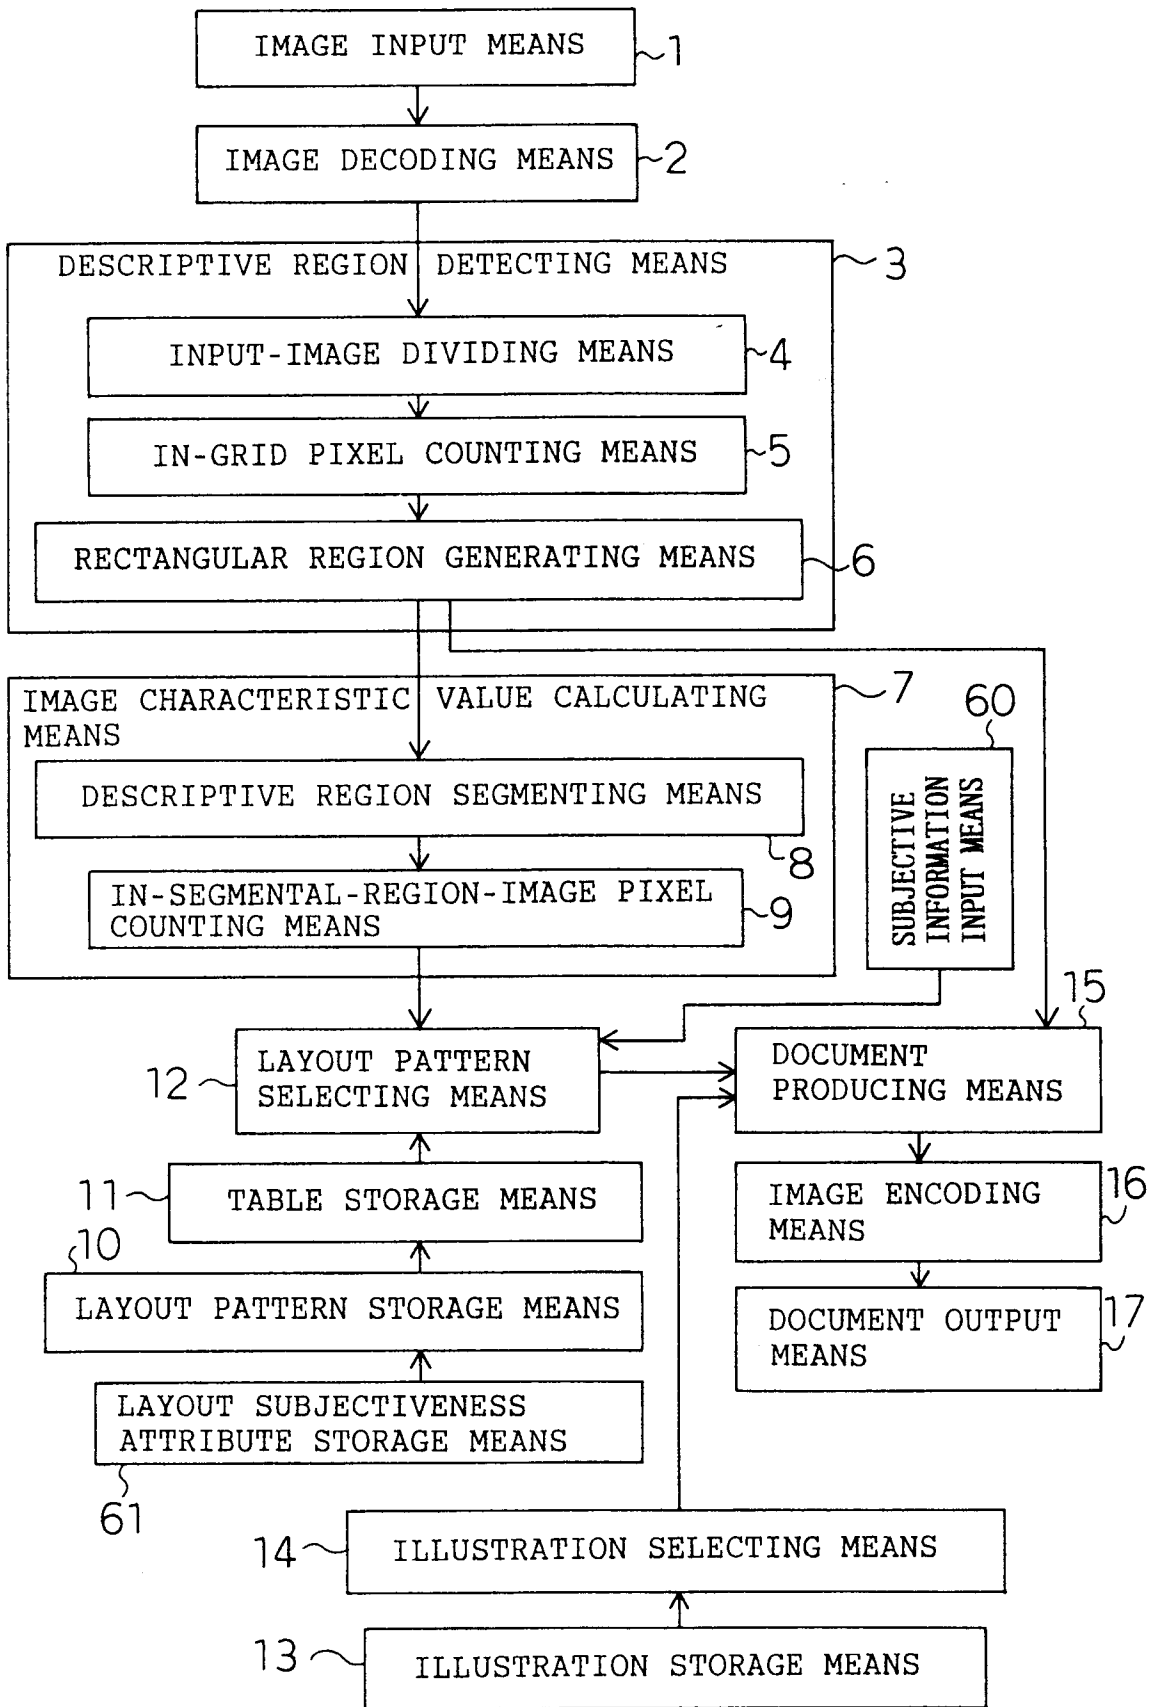 IMAGE INPUT MEANS
1
IMAGE DECODING MEANS
2
DESCRIPTIVE REGION DETECTING MEANS
3
INPUT-IMAGE DIVIDING MEANS
4
IN-GRID PIXEL COUNTING MEANS
5
RECTANGULAR REGION GENERATING MEANS
6
IMAGE CHARACTERISTIC VALUE CALCULATING
MEANS
7
DESCRIPTIVE REGION SEGMENTING MEANS
8
IN-SEGMENTAL-REGION-IMAGE PIXEL
COUNTING MEANS
9
60
SUBJECTIVE
INFORMATION
INPUT MEANS
12
LAYOUT PATTERN
SELECTING MEANS
15
DOCUMENT
PRODUCING MEANS
11
TABLE STORAGE MEANS
16
IMAGE ENCODING
MEANS
10
LAYOUT PATTERN STORAGE MEANS
17
DOCUMENT OUTPUT
MEANS
LAYOUT SUBJECTIVENESS
ATTRIBUTE STORAGE MEANS
61
14
ILLUSTRATION SELECTING MEANS
13
ILLUSTRATION STORAGE MEANS